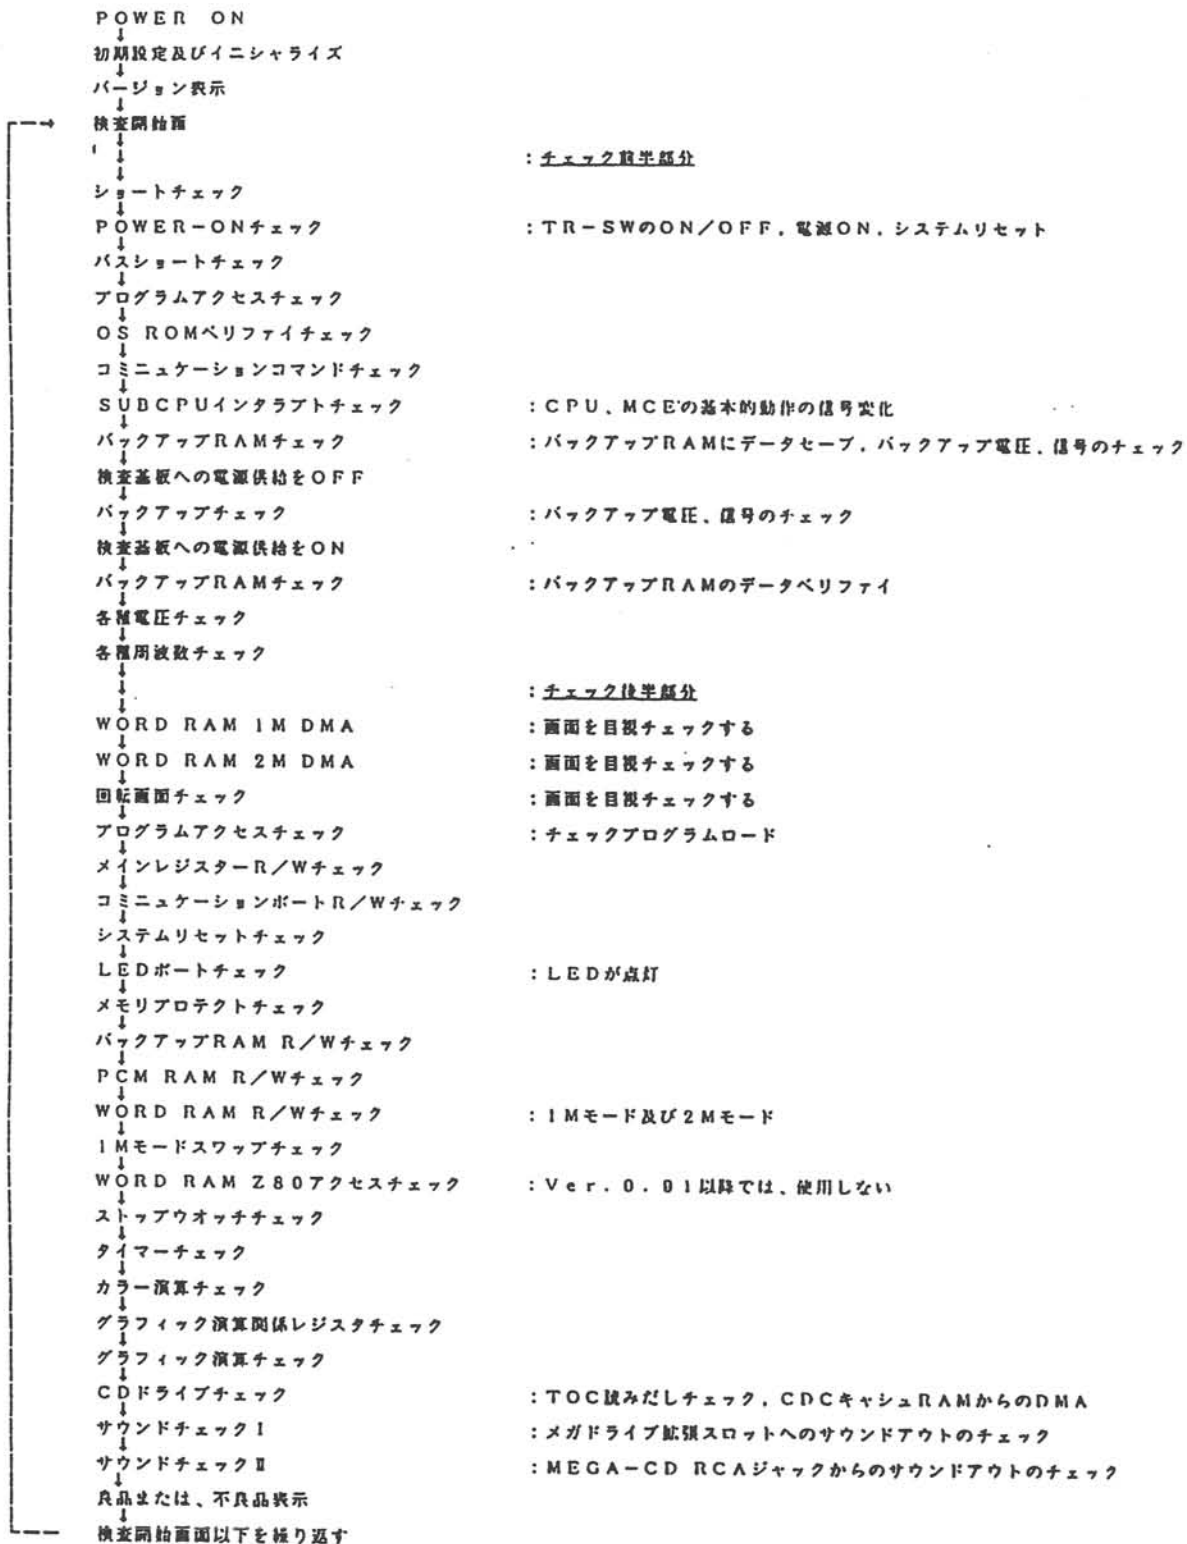 POWER ON
初期設定及びイニシャライズ
バージョン表示
検査開始画
:チェック前半部分
ショートチェック
POWER-ONチェック :TR-SWのON/OFF,電源ON,システムリセット
バスショートチェック
プログラムアクセスチェック
OS ROMベリファイチェック
コミニュケーションコマンドチェック
SUBCPUインタラプトチェック :CPU、MCEの基本的動作の信号変化
バックアップRAMチェック :バックアップRAMにデータセーブ,バックアップ電圧、信号のチェック
検査基板への電源供給をOFF
バックアップチェック :バックアップ電圧、信号のチェック
検査基板への電源供給をON
バックアップRAMチェック :バックアップRAMのデータベリファイ
各種電圧チェック
各種周波数チェック
:チェック後半部分
WORD RAM 1M DMA :画面を目視チェックする
WORD RAM 2M DMA :画面を目視チェックする
回転画面チェック :画面を目視チェックする
プログラムアクセスチェック :チェックプログラムロード
メインレジスターR/Wチェック
コミニュケーションポートR/Wチェック
システムリセットチェック
LEDポートチェック :LEDが点灯
メモリプロテクトチェック
バックアップRAM R/Wチェック
PCM RAM R/Wチェック
WORD RAM R/Wチェック :1Mモード及び2Mモード
1Mモードスワップチェック
WORD RAM Z80アクセスチェック :Ver.0.01以降では、使用しない
ストップウオッチチェック
タイマーチェック
カラー演算チェック
グラフィック演算関係レジスタチェック
グラフィック演算チェック
CDドライブチェック :TOC読みだしチェック,CDCキャシュRAMからのDMA
サウンドチェックI :メガドライブ拡張スロットへのサウンドアウトのチェック
サウンドチェックII :MEGA-CD RCAジャックからのサウンドアウトのチェック
良品または、不良品表示
検査開始画面以下を繰り返す